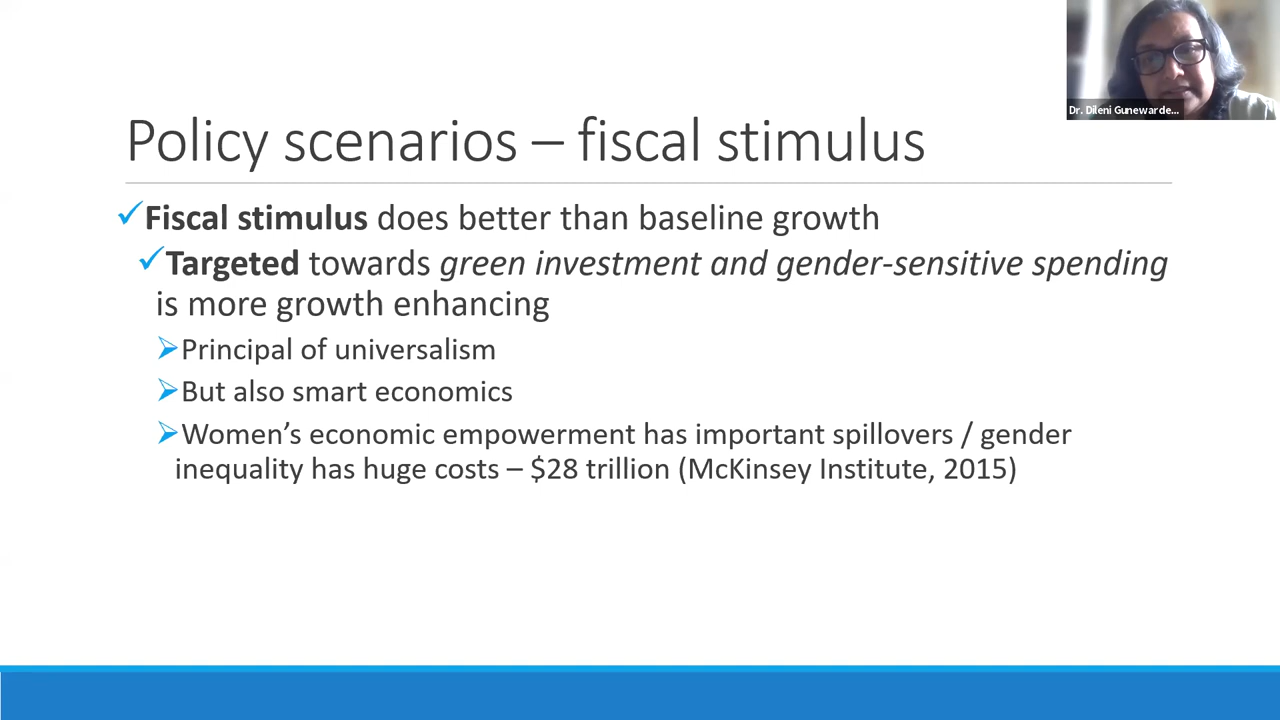 Dr. Dileni Gunewarde...
Policy scenarios – fiscal stimulus
✓Fiscal stimulus does better than baseline growth
✓Targeted towards green investment and gender-sensitive spending
is more growth enhancing
➢Principal of universalism
➢But also smart economics
➢Women’s economic empowerment has important spillovers / gender
inequality has huge costs – $28 trillion (McKinsey Institute, 2015)